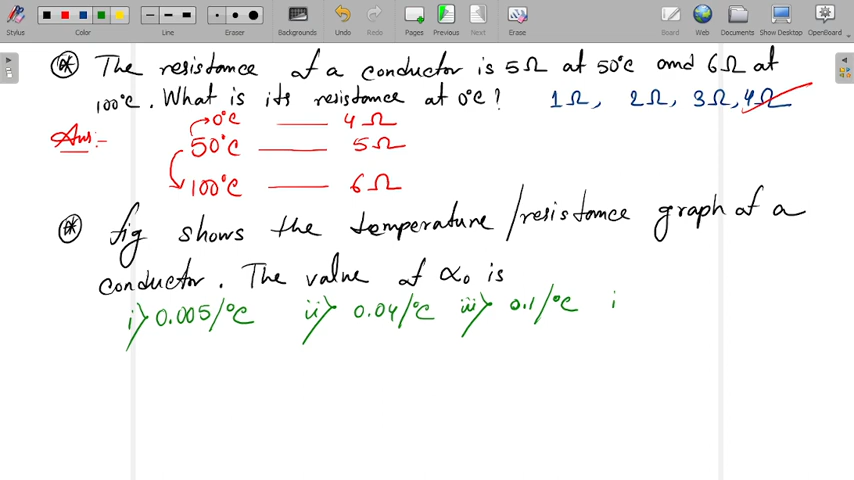 Stylus
Color
Line
Eraser
Backgrounds
Undo
Redo
Pages
Previous
Next
Erase
Board
Web
Documents
Show Desktop
OpenBoard
The resistance of a conductor is 5Ω at 50°C and 6Ω at
100°C. What is its resistance at 0°C? 1Ω, 2Ω, 3Ω, 4Ω
Ans:-
0°C — 4Ω
50°C — 5Ω
100°C — 6Ω
fig shows the temperature/resistance graph of a
conductor. The value of α₀ is
i> 0.005/°C ii> 0.04/°C iii> 0.1/°C i